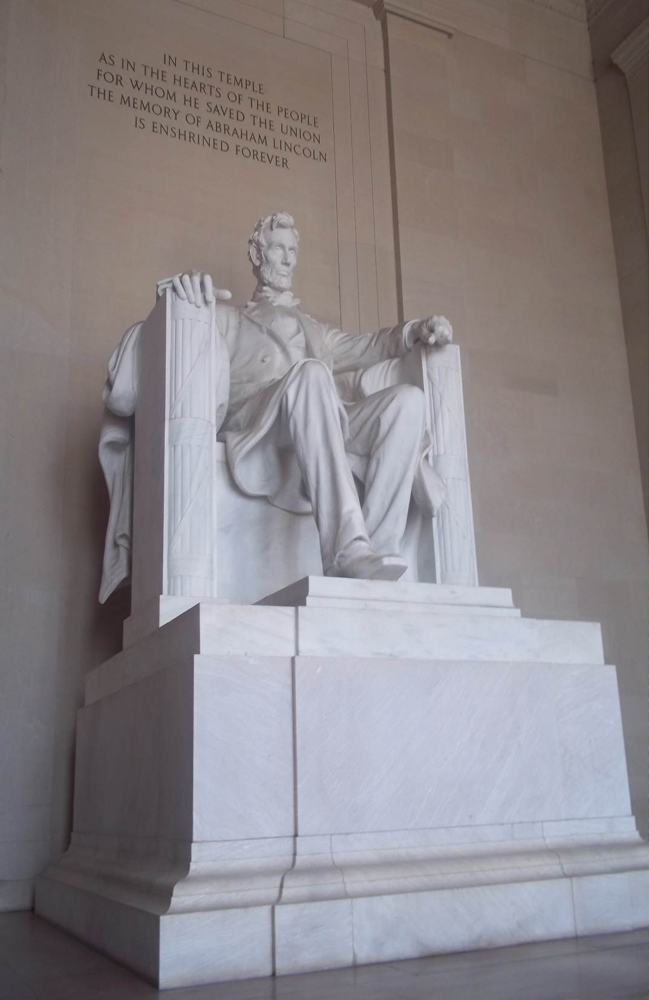 IN THIS TEMPLE
AS IN THE HEARTS OF THE PEOPLE
FOR WHOM HE SAVED THE UNION
THE MEMORY OF ABRAHAM LINCOLN
IS ENSHRINED FOREVER